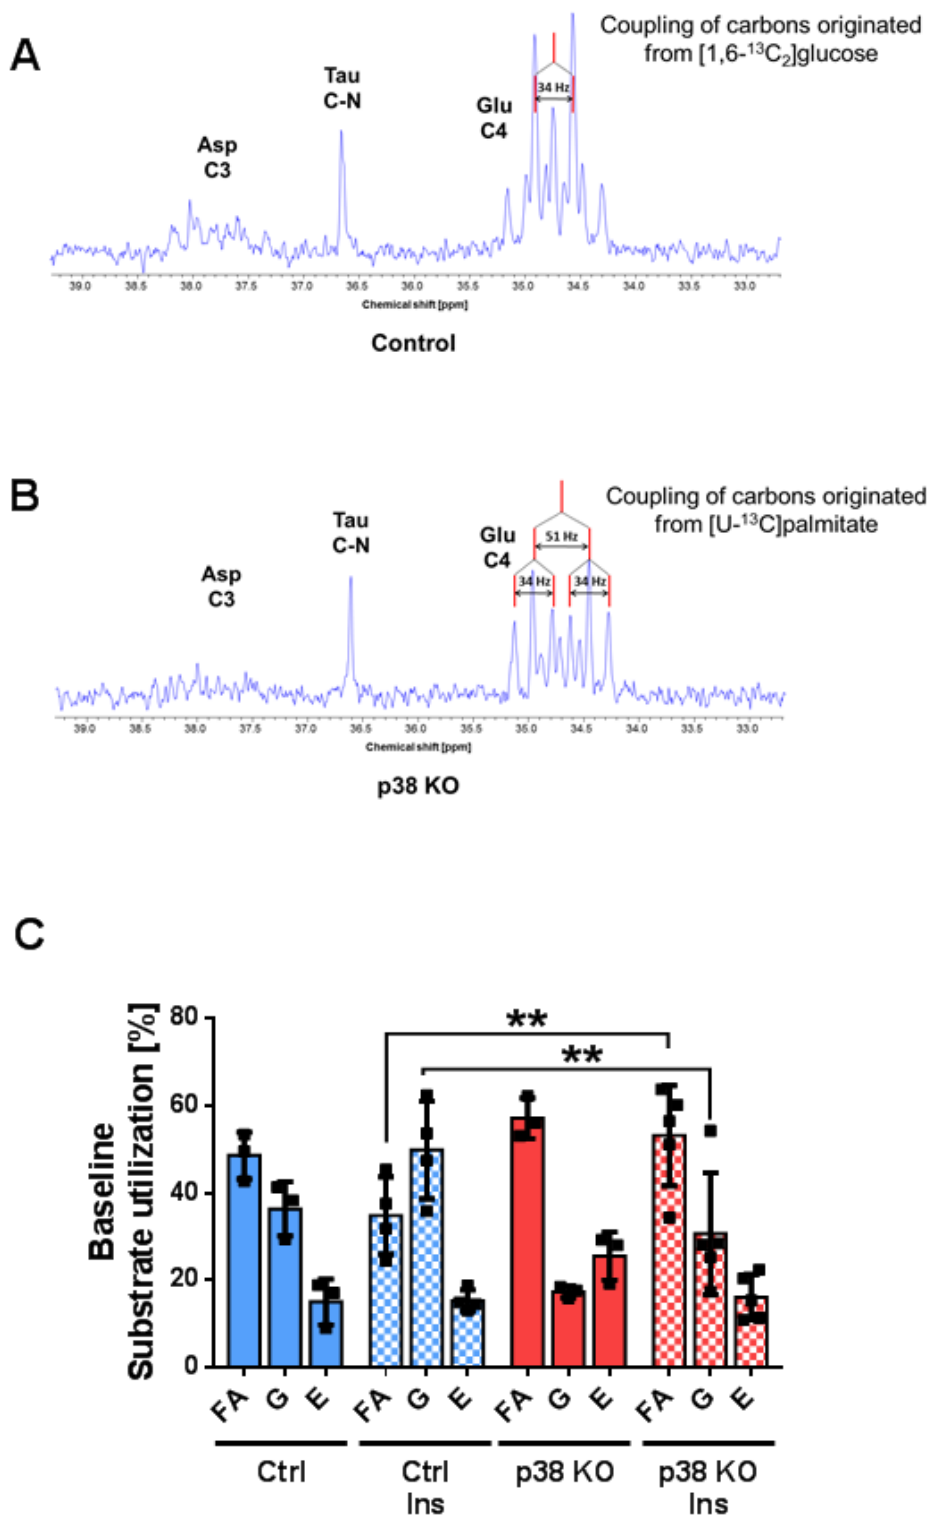 A
Coupling of carbons originated
from [1,6-¹³C₂]glucose
Tau
C-N
34 Hz
Glu
C4
Asp
C3
39.0 38.5 38.0 37.5 37.0 36.5 36.0 35.5 35.0 34.5 34.0 33.5 33.0
Chemical shift [ppm]
Control
B
Coupling of carbons originated
from [U-¹³C]palmitate
Tau
C-N
Glu
C4
51 Hz
Asp
C3
34 Hz 34 Hz
39.0 38.5 38.0 37.5 37.0 36.5 36.0 35.5 35.0 34.5 34.0 33.5 33.0
Chemical shift [ppm]
p38 KO
C
Baseline
Substrate utilization [%]
80
60
40
20
0
**
**
FA G E FA G E FA G E FA G E
Ctrl Ctrl p38 KO p38 KO
Ins Ins